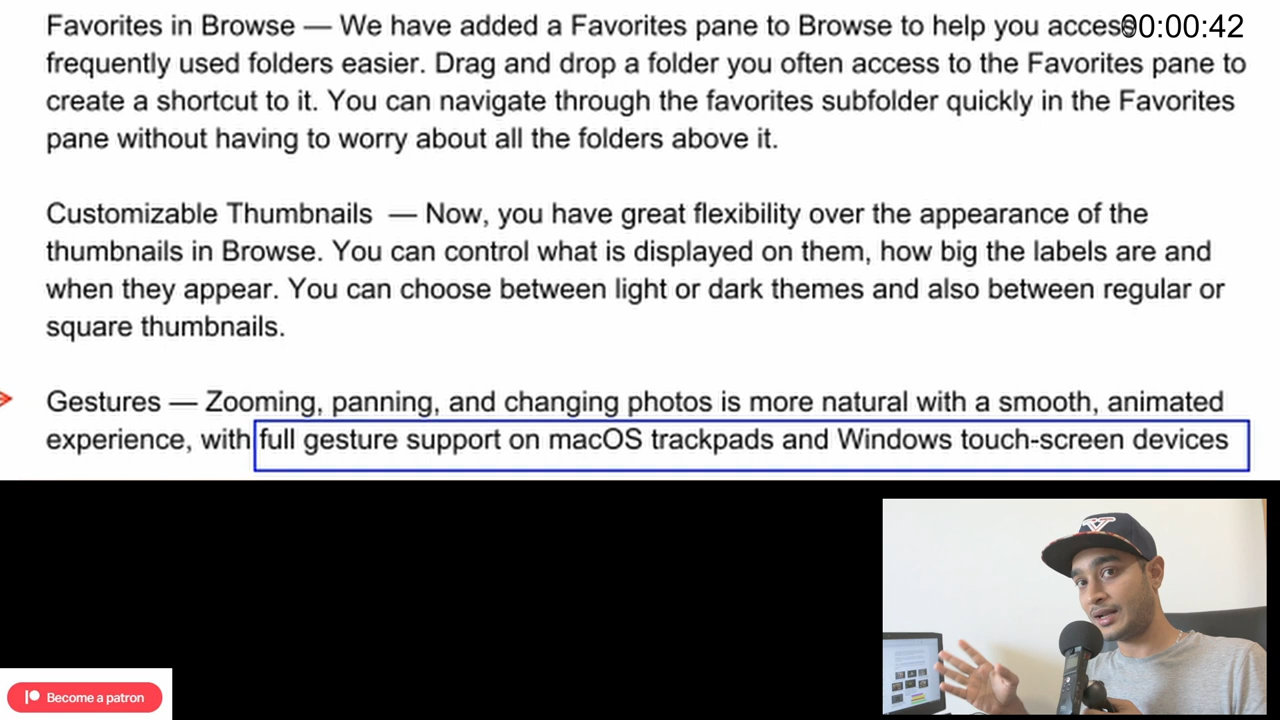 Favorites in Browse — We have added a Favorites pane to Browse to help you access
00:00:42
frequently used folders easier. Drag and drop a folder you often access to the Favorites pane to
create a shortcut to it. You can navigate through the favorites subfolder quickly in the Favorites
pane without having to worry about all the folders above it.
Customizable Thumbnails — Now, you have great flexibility over the appearance of the
thumbnails in Browse. You can control what is displayed on them, how big the labels are and
when they appear. You can choose between light or dark themes and also between regular or
square thumbnails.
Gestures — Zooming, panning, and changing photos is more natural with a smooth, animated
experience, with full gesture support on macOS trackpads and Windows touch-screen devices
Become a patron